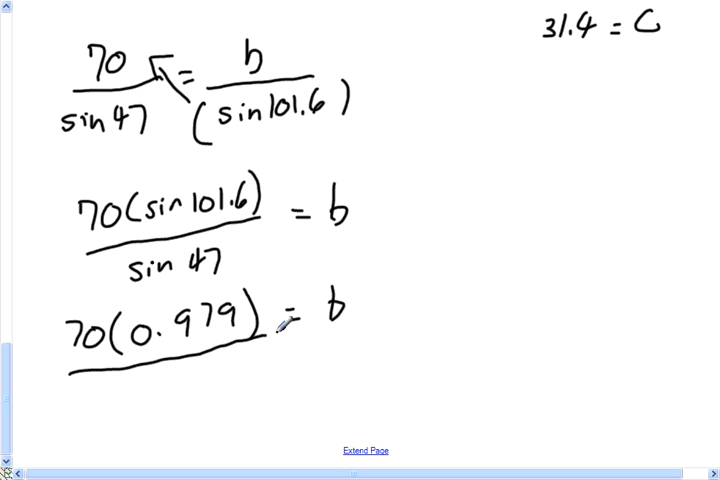 31.4 = C
70 / sin 47 = b / (sin 101.6)
70(sin 101.6) / sin 47 = b
70(0.979) = b
Extend Page